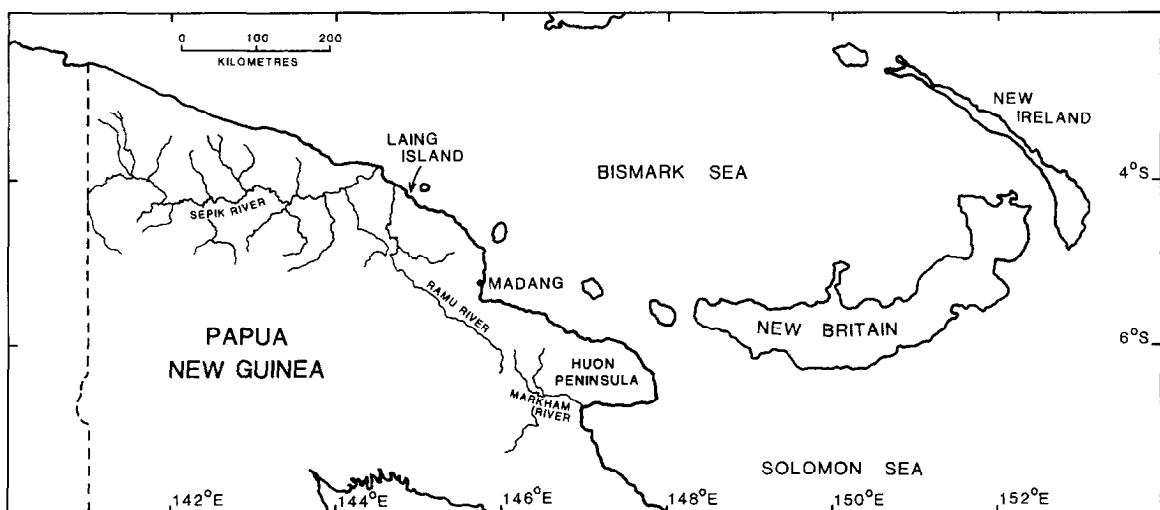 0 100 200
KILOMETRES
NEW
IRELAND
LAING
ISLAND
BISMARK SEA
4°S
SEPIK RIVER
MADANG
RAMU RIVER
NEW BRITAIN
PAPUA
NEW GUINEA
6°S
HUON
PENINSULA
MARKHAM
RIVER
SOLOMON SEA
142°E 144°E 146°E 148°E 150°E 152°E